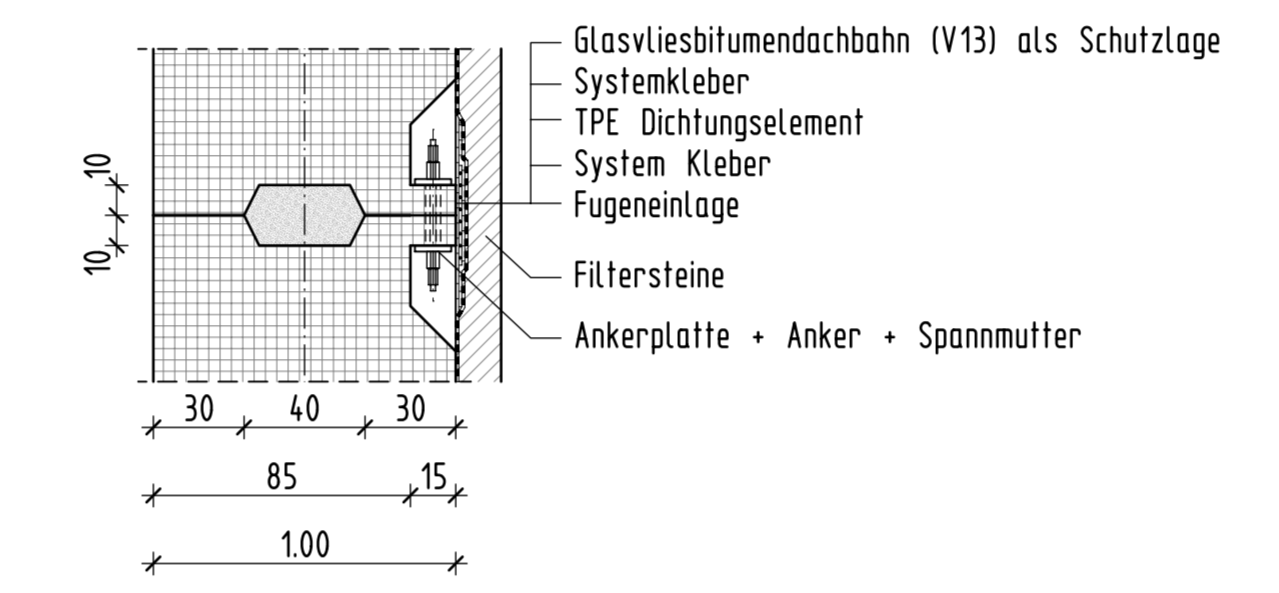 Glasvliesbitumendachbahn (V13) als Schutzlage
Systemkleber
TPE Dichtungselement
System Kleber
Fugeneinlage
Filtersteine
Ankerplatte + Anker + Spannmutter
10
10
30 40 30
85 15
1.00